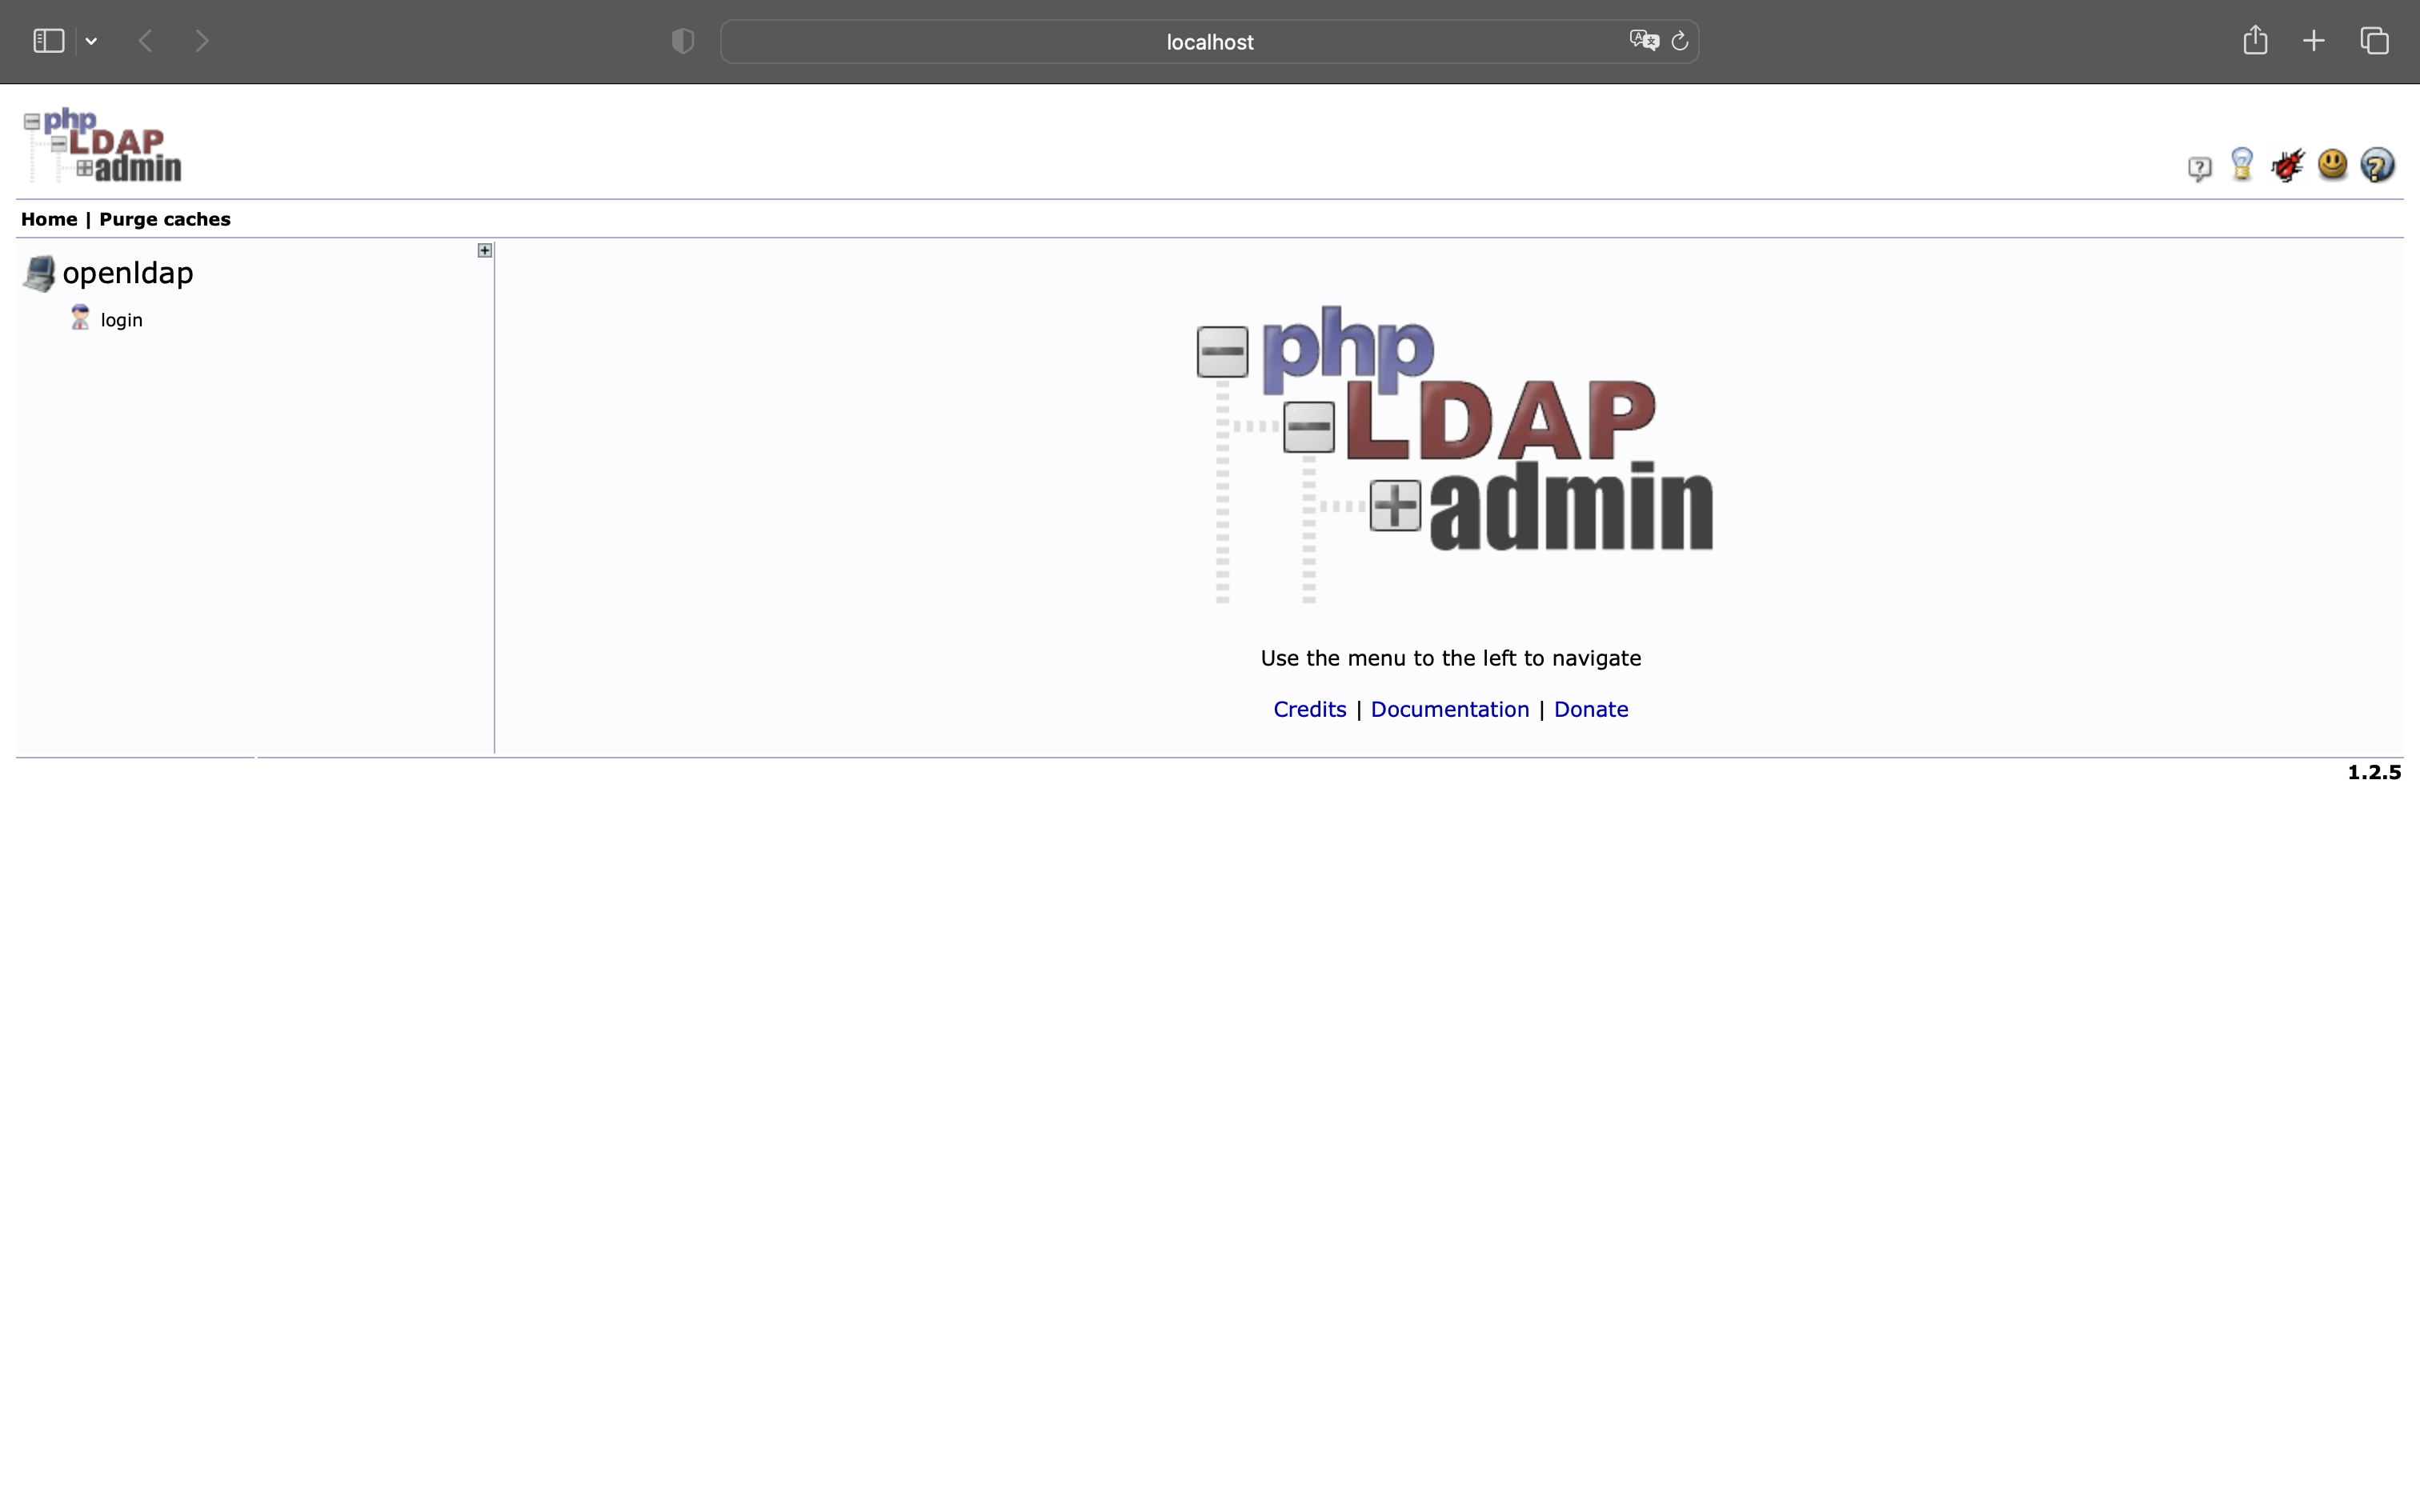 localhost
php
LDAP
admin
Home | Purge caches
openldap
login
php
LDAP
admin
Use the menu to the left to navigate
Credits | Documentation | Donate
1.2.5